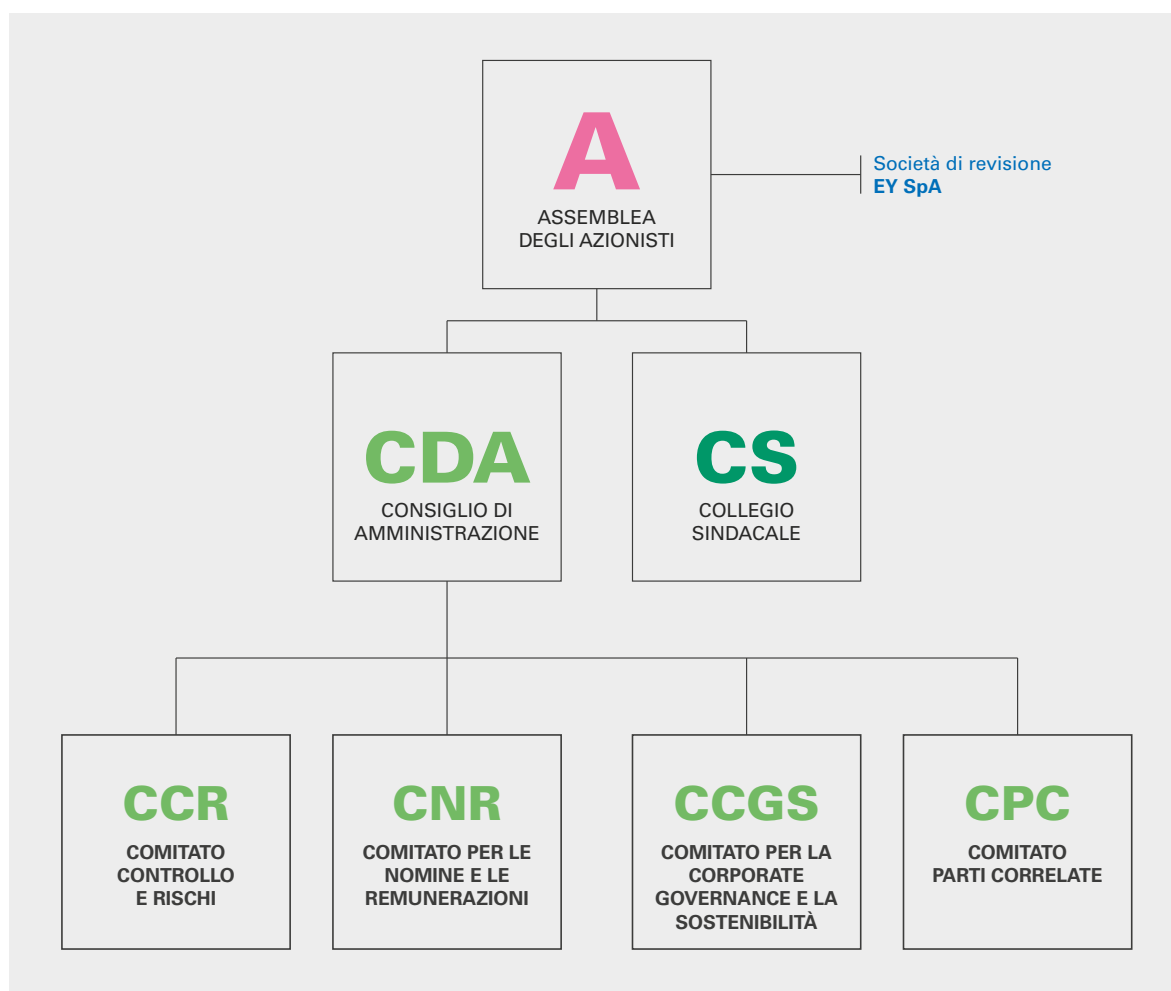 A
ASSEMBLEA
DEGLI AZIONISTI
Società di revisione
EY SpA
CDA
CONSIGLIO DI
AMMINISTRAZIONE
CS
COLLEGIO
SINDACALE
CCR
COMITATO
CONTROLLO
E RISCHI
CNR
COMITATO PER LE
NOMINE E LE
REMUNERAZIONI
CCGS
COMITATO PER LA
CORPORATE
GOVERNANCE E LA
SOSTENIBILITÀ
CPC
COMITATO
PARTI CORRELATE